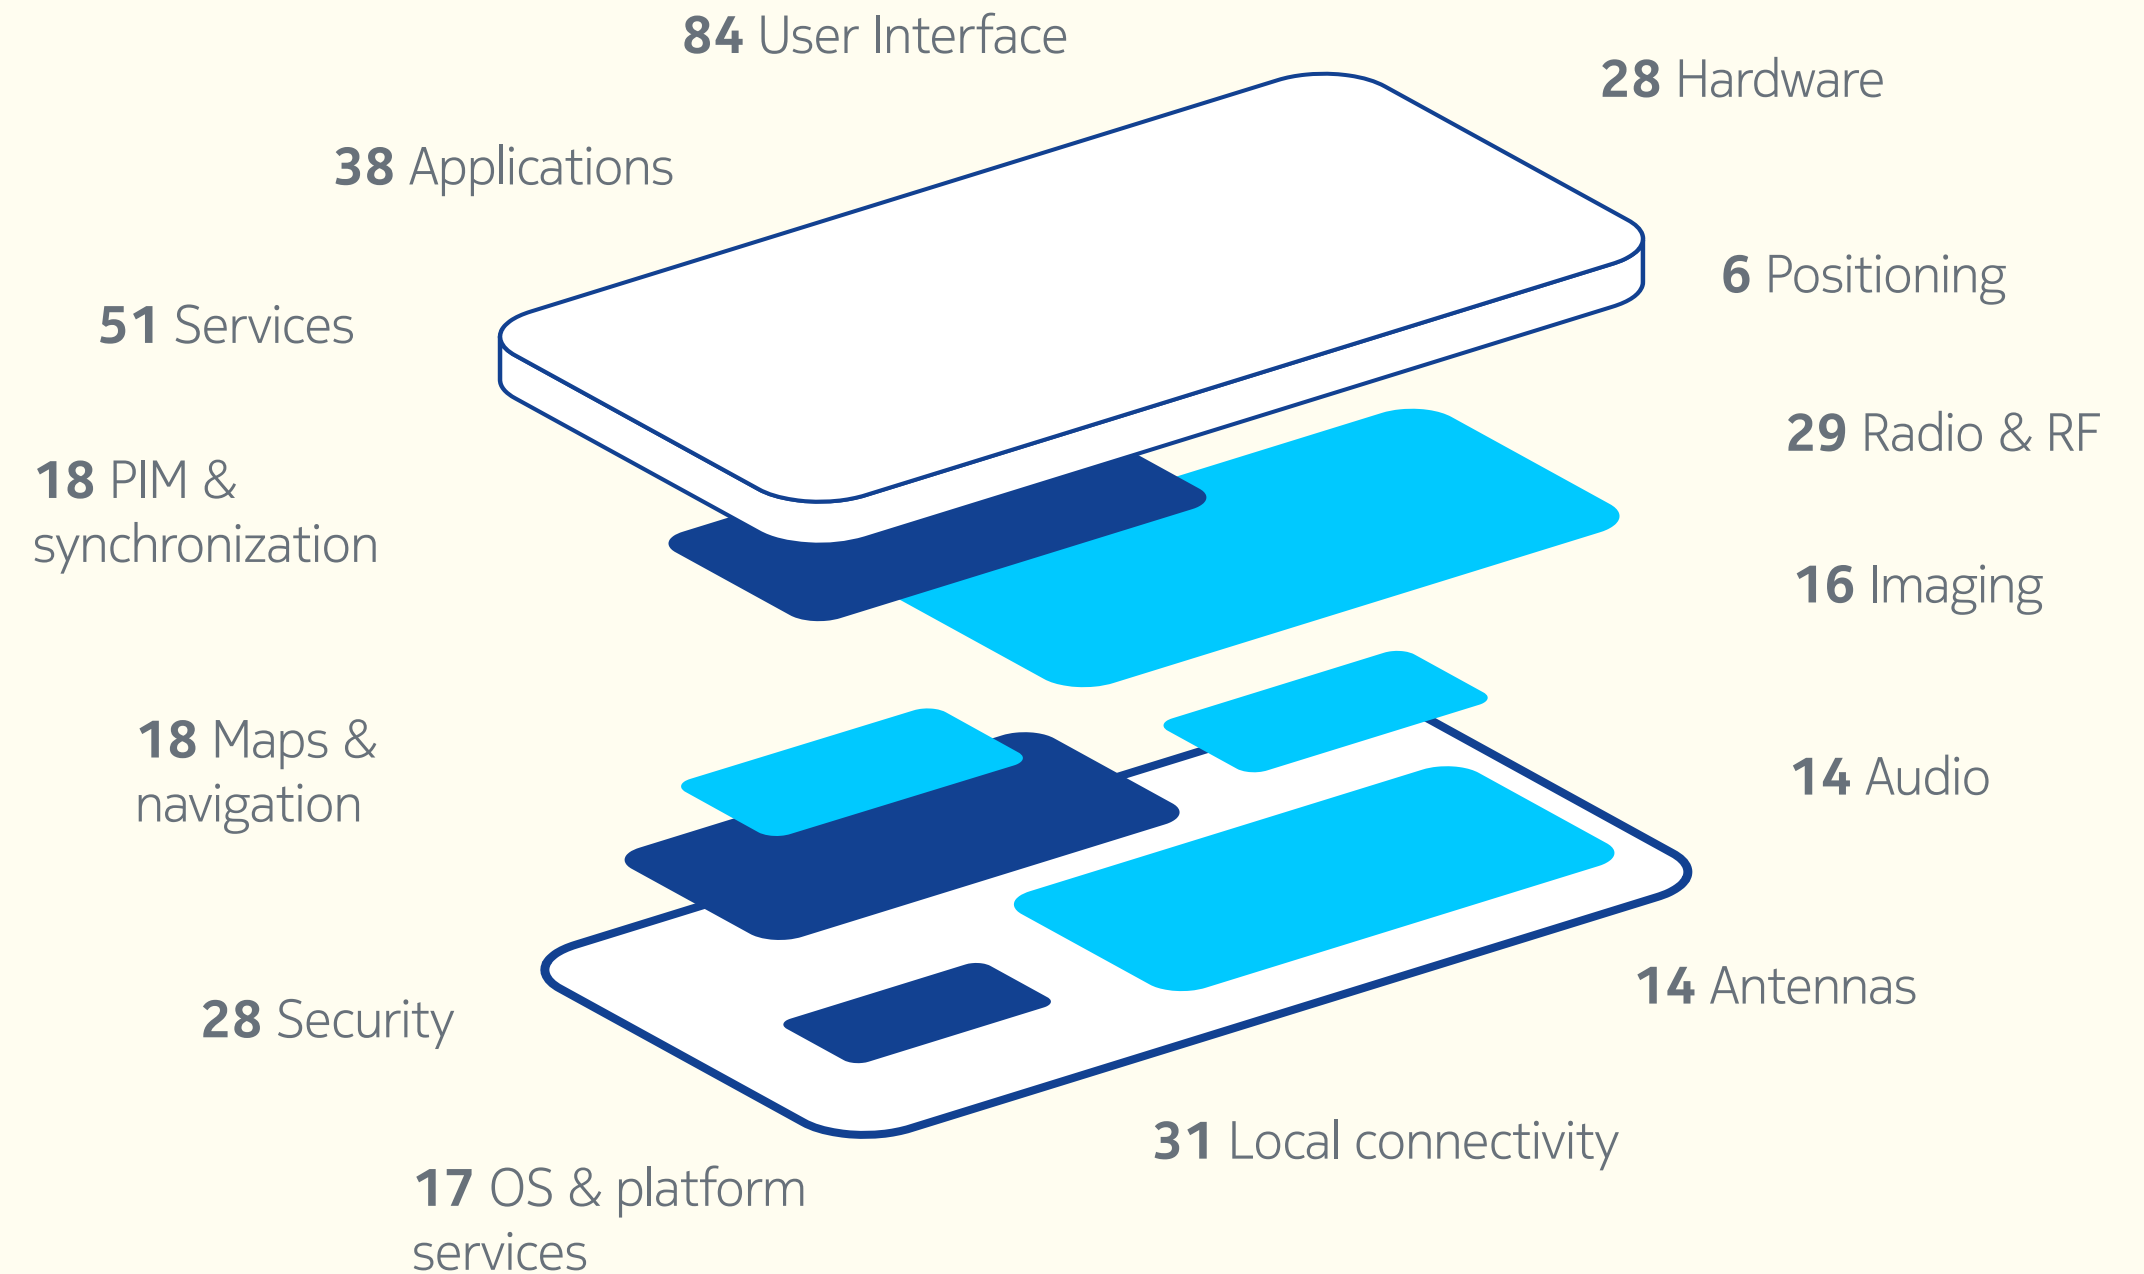 84 User Interface
28 Hardware
38 Applications
6 Positioning
51 Services
29 Radio & RF
18 PIM &
synchronization
16 Imaging
18 Maps &
navigation
14 Audio
14 Antennas
28 Security
31 Local connectivity
17 OS & platform
services